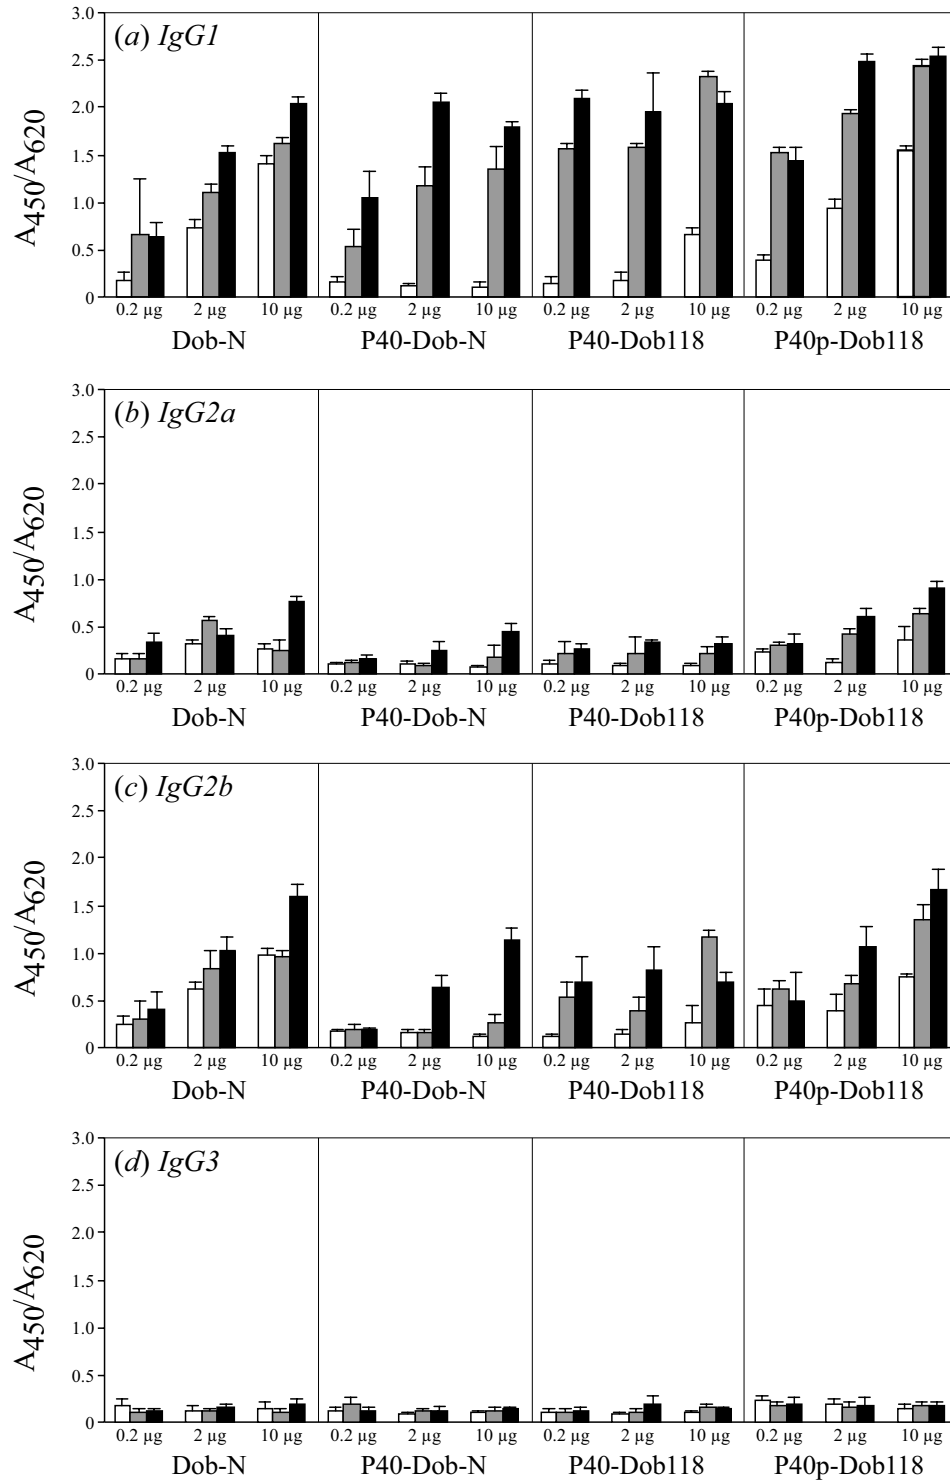 (a) IgG1
A450/A620
3.0
2.5
2.0
1.5
1.0
0.5
0
0.2 µg 2 µg 10 µg 0.2 µg 2 µg 10 µg 0.2 µg 2 µg 10 µg 0.2 µg 2 µg 10 µg
Dob-N P40-Dob-N P40-Dob118 P40p-Dob118
(b) IgG2a
A450/A620
3.0
2.5
2.0
1.5
1.0
0.5
0
0.2 µg 2 µg 10 µg 0.2 µg 2 µg 10 µg 0.2 µg 2 µg 10 µg 0.2 µg 2 µg 10 µg
Dob-N P40-Dob-N P40-Dob118 P40p-Dob118
(c) IgG2b
A450/A620
3.0
2.5
2.0
1.5
1.0
0.5
0
0.2 µg 2 µg 10 µg 0.2 µg 2 µg 10 µg 0.2 µg 2 µg 10 µg 0.2 µg 2 µg 10 µg
Dob-N P40-Dob-N P40-Dob118 P40p-Dob118
(d) IgG3
A450/A620
3.0
2.5
2.0
1.5
1.0
0.5
0
0.2 µg 2 µg 10 µg 0.2 µg 2 µg 10 µg 0.2 µg 2 µg 10 µg 0.2 µg 2 µg 10 µg
Dob-N P40-Dob-N P40-Dob118 P40p-Dob118